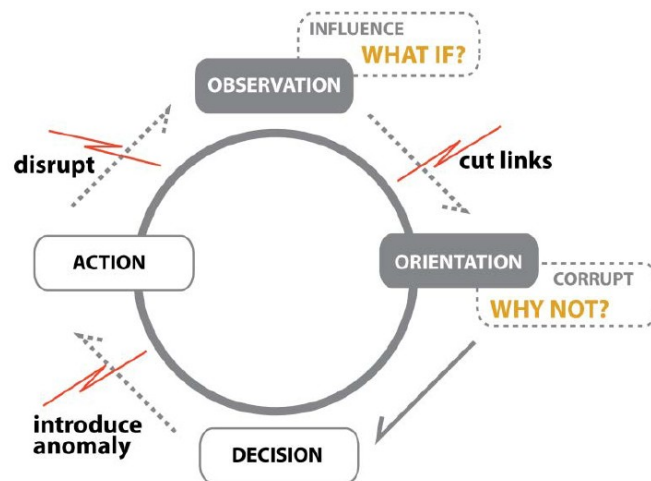 INFLUENCE
WHAT IF?
OBSERVATION
disrupt
cut links
ACTION
ORIENTATION
CORRUPT
WHY NOT?
introduce
anomaly
DECISION